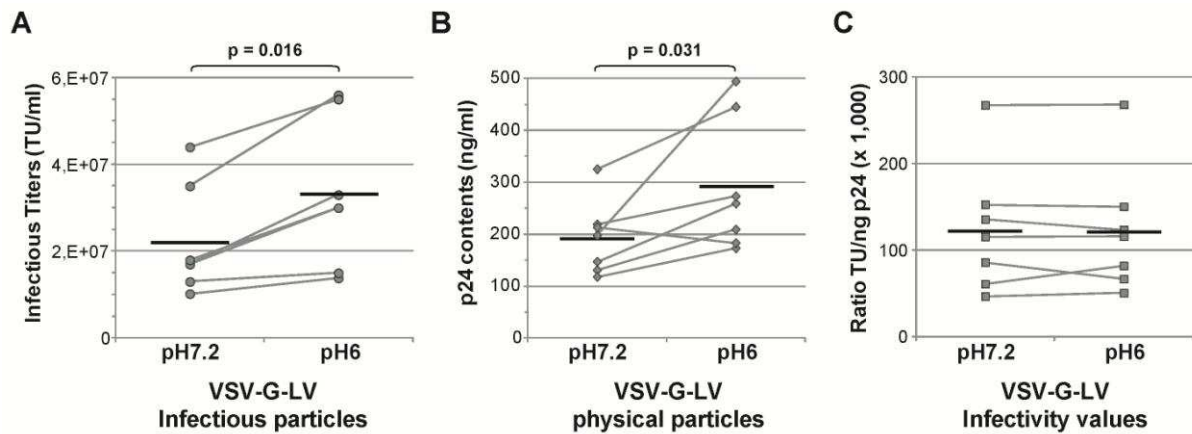 A
p = 0.016
Infectious Titers (TU/ml)
6,E+07
4,E+07
2,E+07
0
pH7.2 pH6
VSV-G-LV
Infectious particles
B
p = 0.031
p24 contents (ng/ml)
500
400
300
200
100
0
pH7.2 pH6
VSV-G-LV
physical particles
C
Ratio TU/ng p24 (x 1,000)
300
200
100
0
pH7.2 pH6
VSV-G-LV
Infectivity values